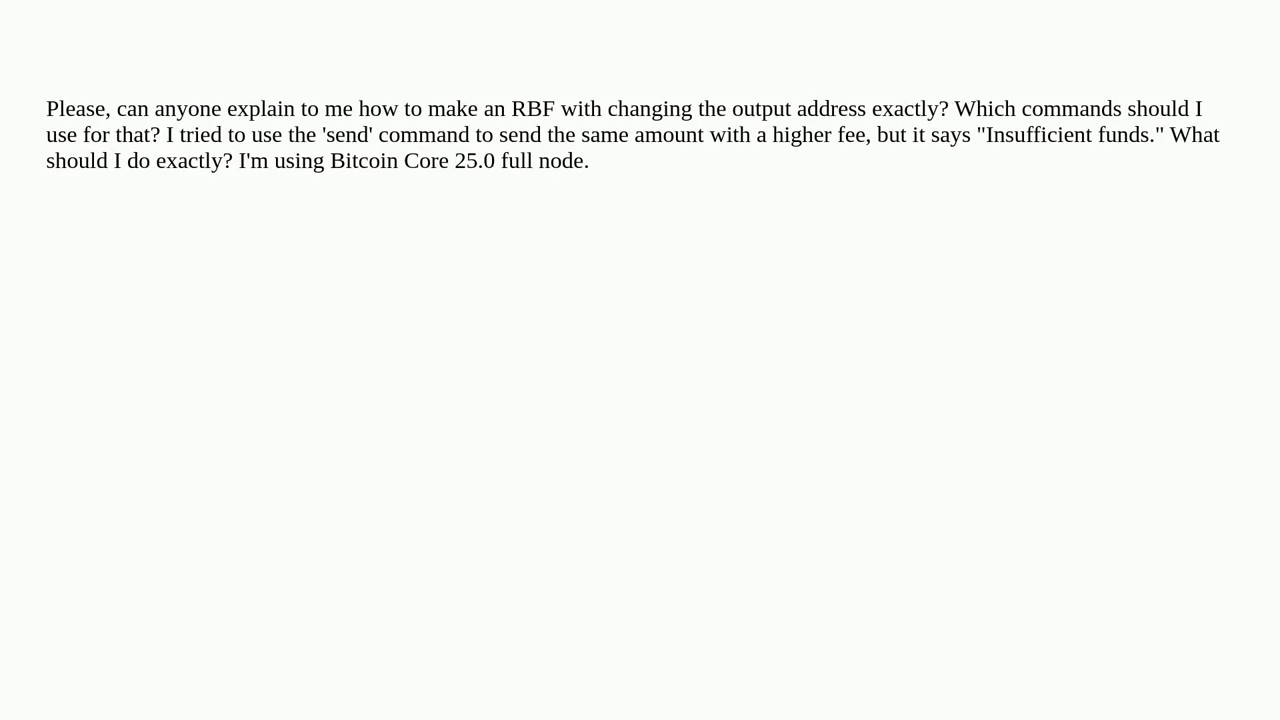 Please, can anyone explain to me how to make an RBF with changing the output address exactly? Which commands should I
use for that? I tried to use the 'send' command to send the same amount with a higher fee, but it says "Insufficient funds." What
should I do exactly? I'm using Bitcoin Core 25.0 full node.